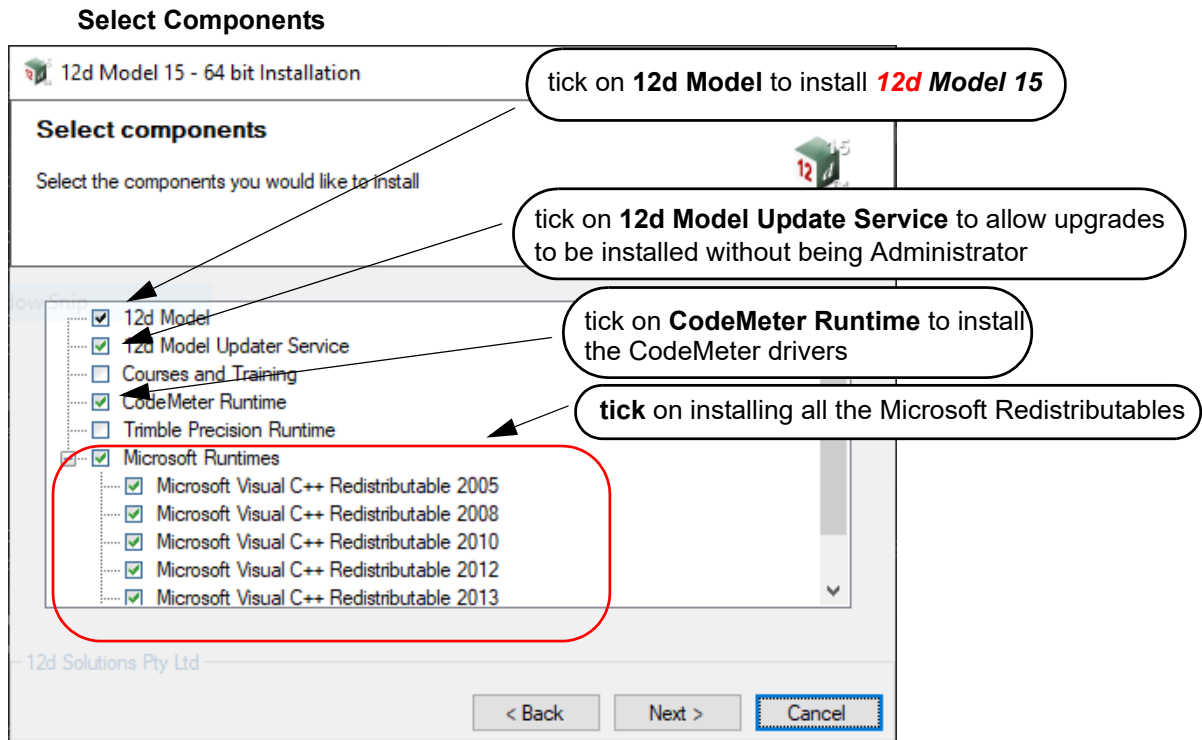 Select Components
12d Model 15 - 64 bit Installation
tick on 12d Model to install 12d Model 15
Select components
Select the components you would like to install
15
12 d
64
tick on 12d Model Update Service to allow upgrades
to be installed without being Administrator
dow Snip
12d Model
12d Model Updater Service
Courses and Training
CodeMeter Runtime
Trimble Precision Runtime
Microsoft Runtimes
Microsoft Visual C++ Redistributable 2005
Microsoft Visual C++ Redistributable 2008
Microsoft Visual C++ Redistributable 2010
Microsoft Visual C++ Redistributable 2012
Microsoft Visual C++ Redistributable 2013
tick on CodeMeter Runtime to install
the CodeMeter drivers
tick on installing all the Microsoft Redistributables
12d Solutions Pty Ltd
< Back
Next >
Cancel